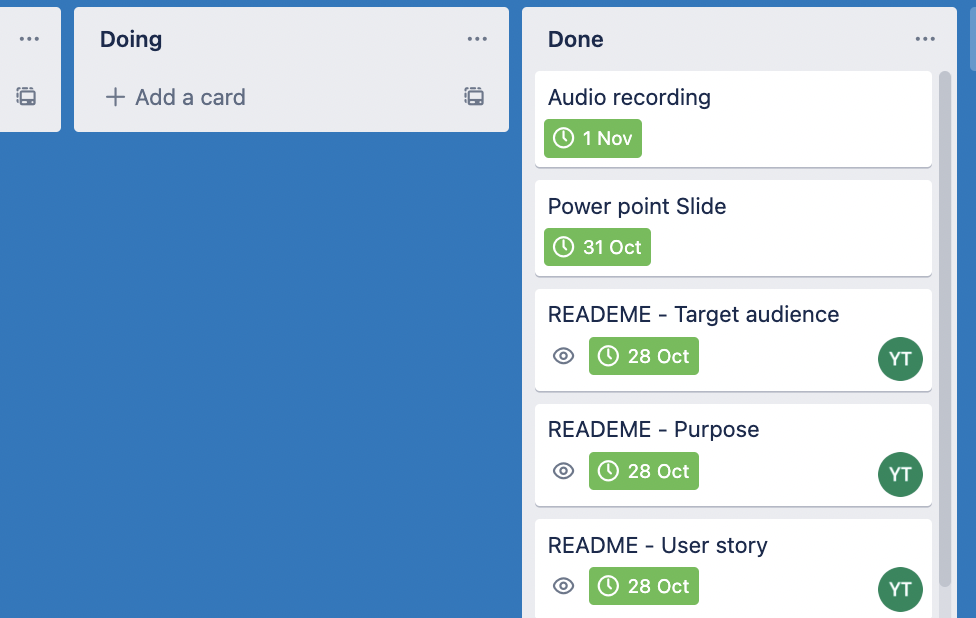 Doing
Add a card
Done
Audio recording
1 Nov
Power point Slide
31 Oct
READEME - Target audience
28 Oct
YT
READEME - Purpose
28 Oct
YT
README - User story
28 Oct
YT